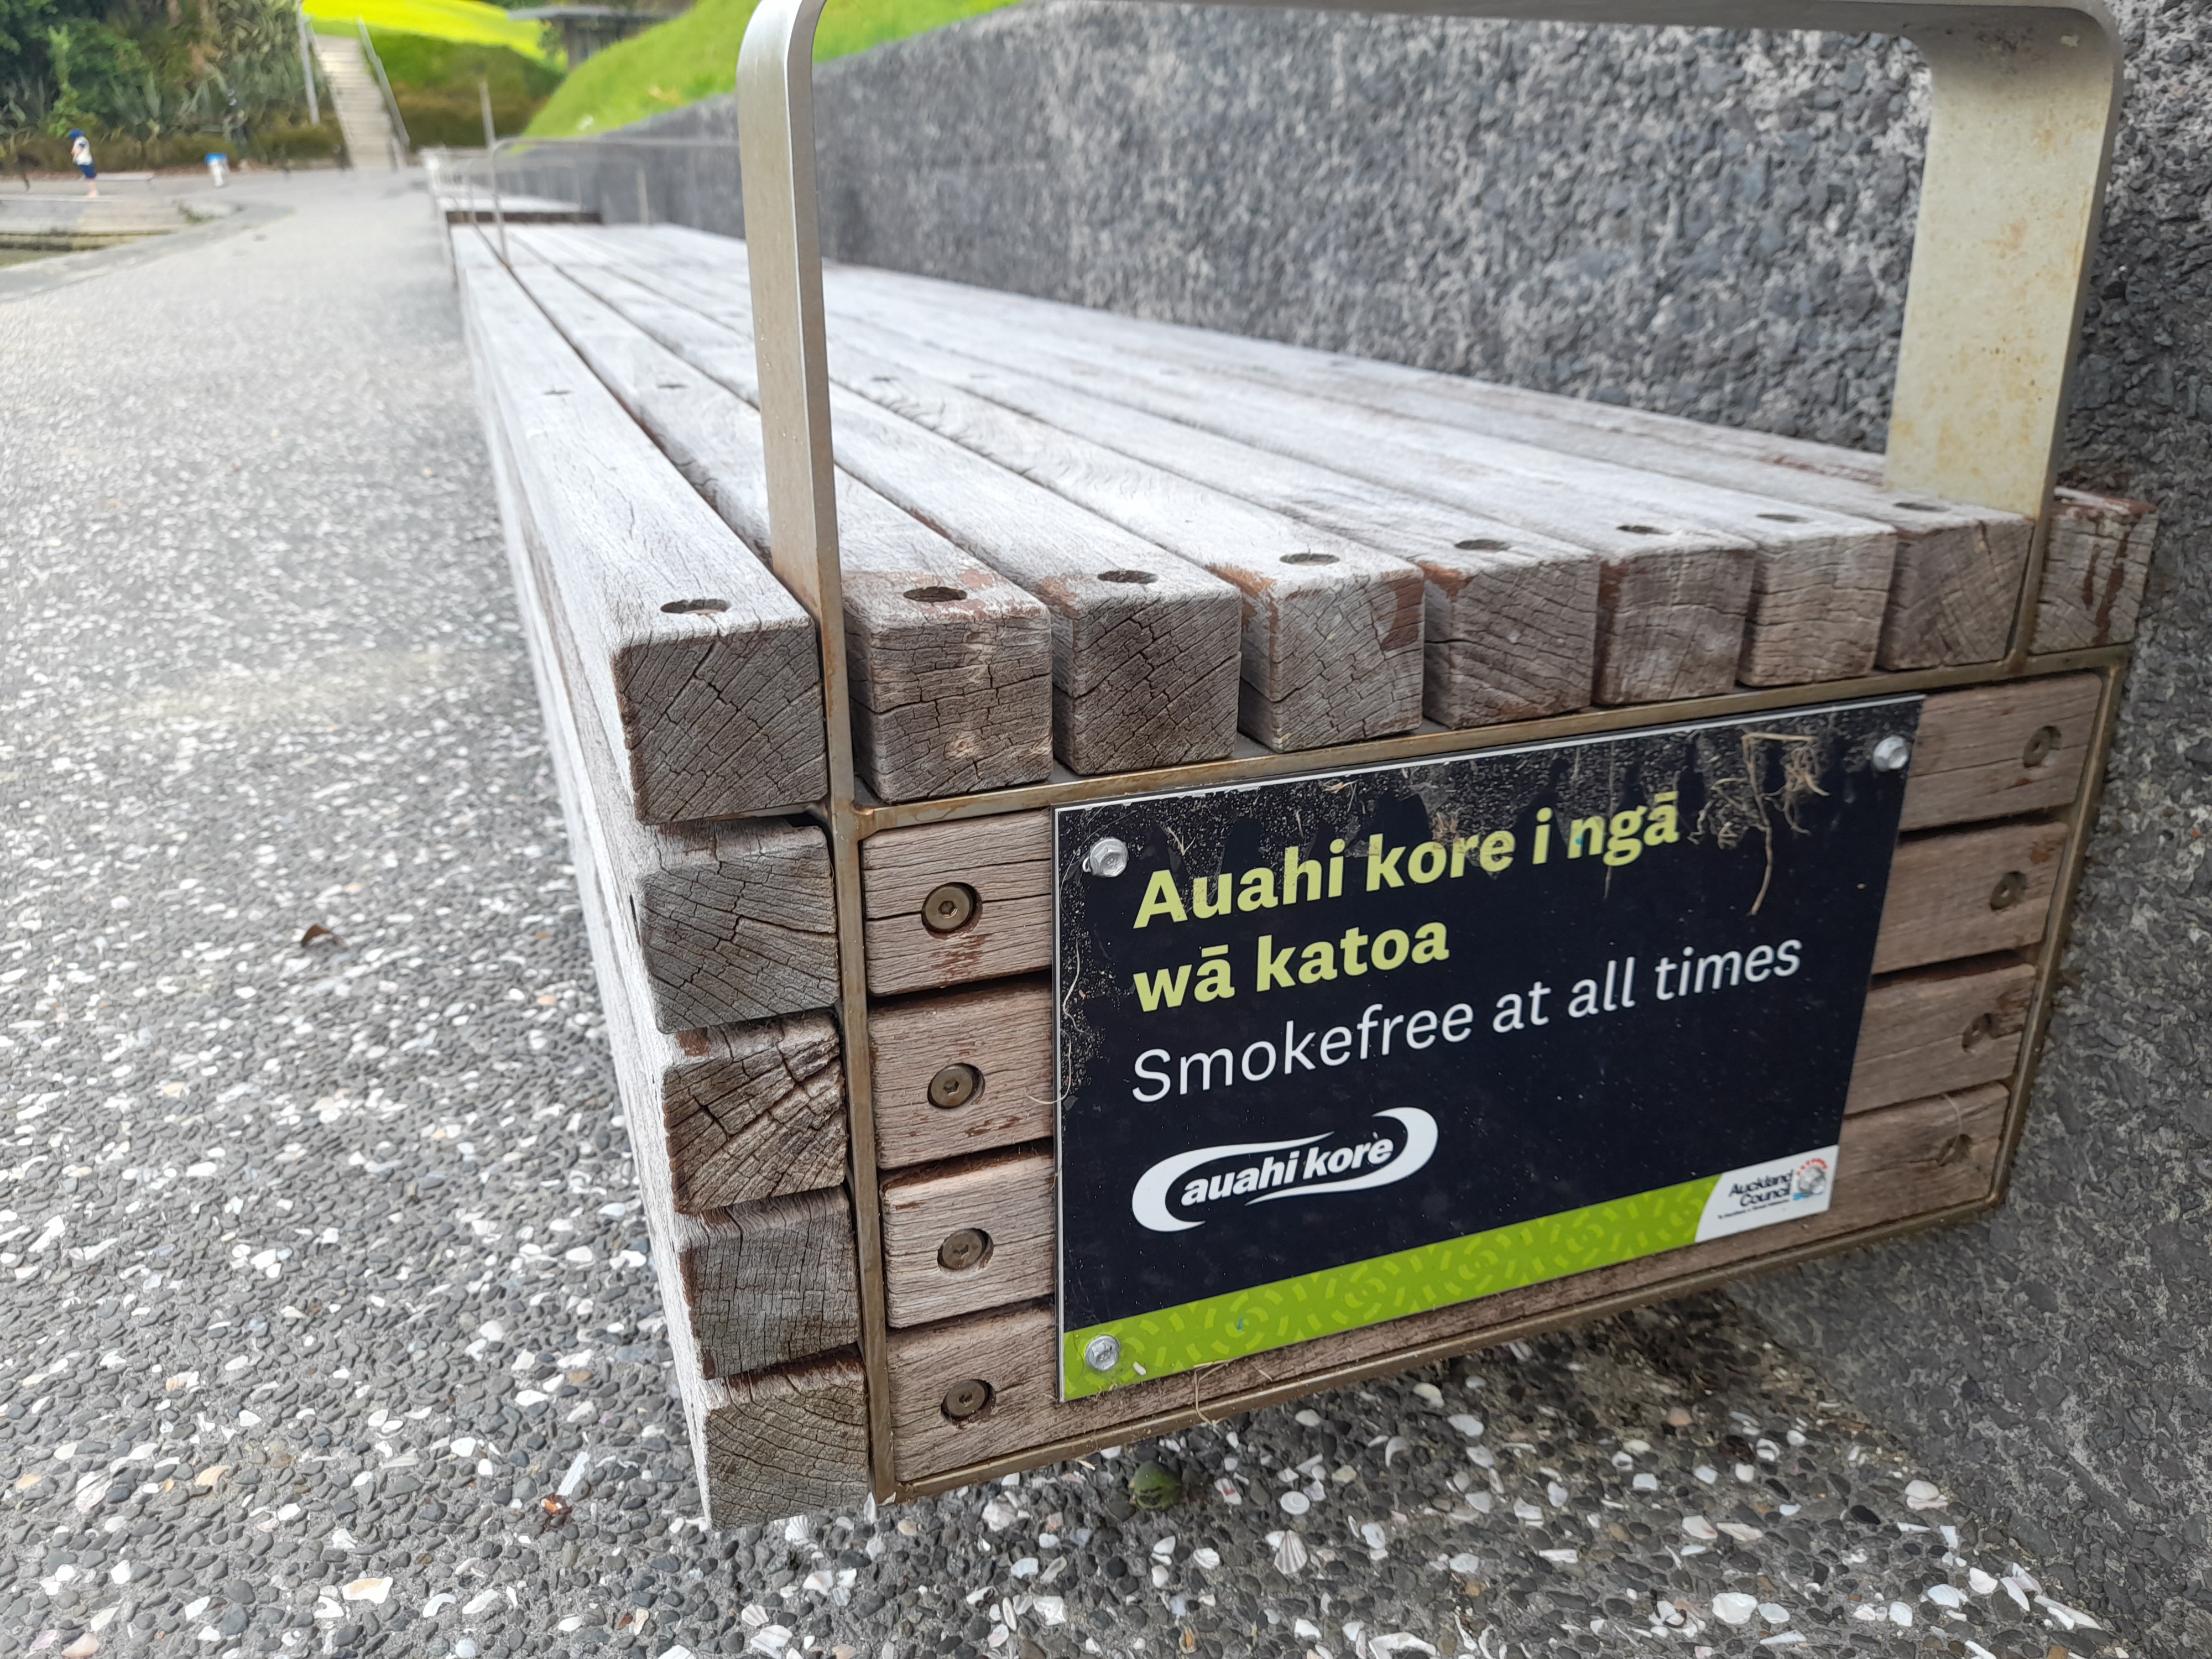 Auahi kore i ngā
wā katoa
Smokefree at all times
auahi kore
Auckland
Council